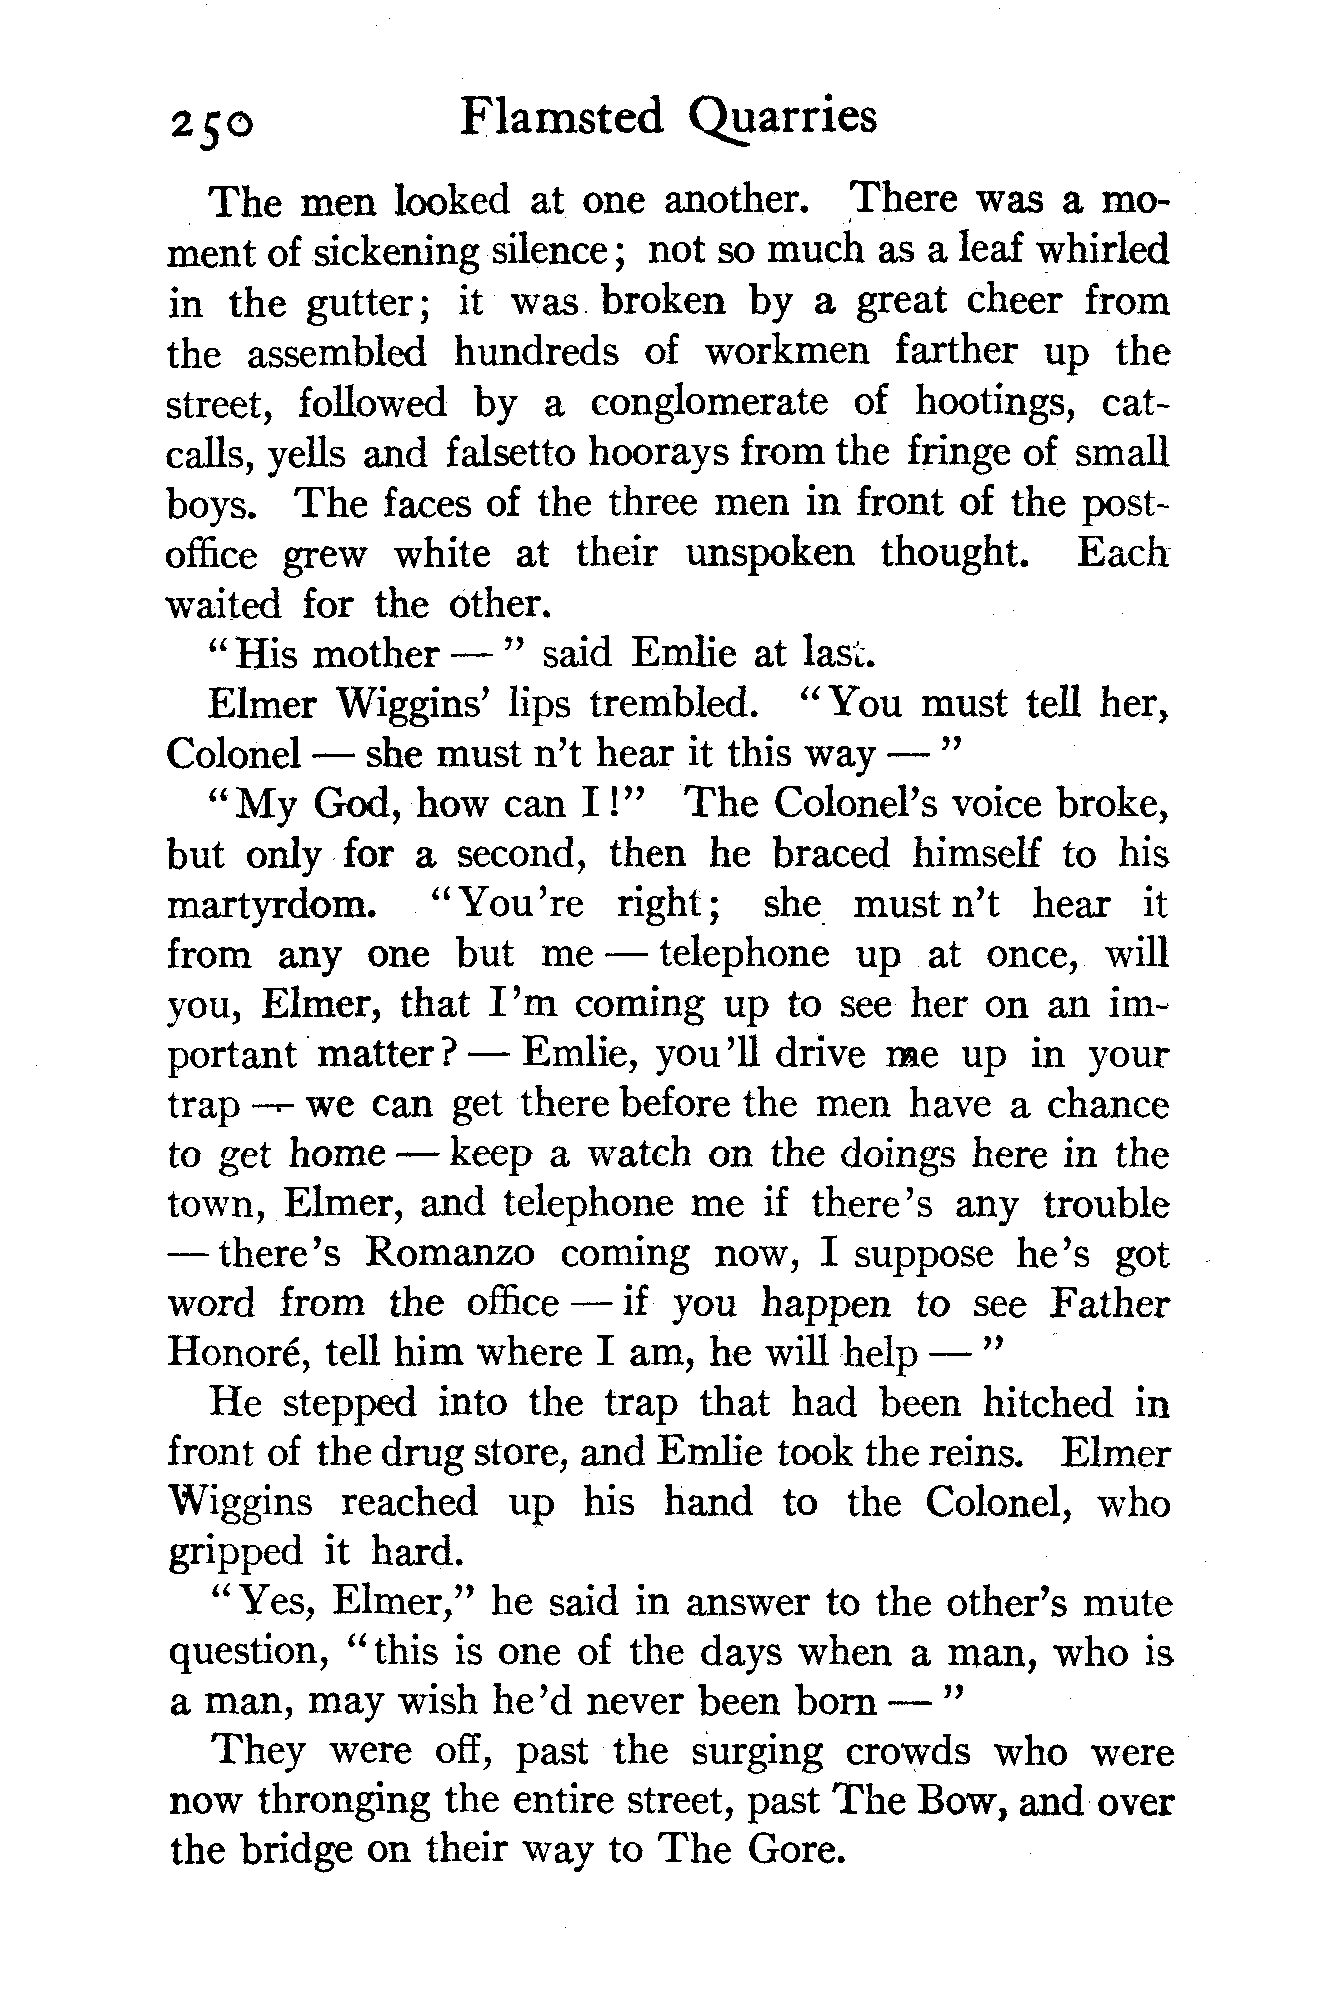 250 Flamsted Quarries
The men looked at one another. There was a mo-
ment of sickening silence; not so much as a leaf whirled
in the gutter; it was broken by a great cheer from
the assembled hundreds of workmen farther up the
street, followed by a conglomerate of hootings, cat-
calls, yells and falsetto hoorays from the fringe of small
boys. The faces of the three men in front of the post-
office grew white at their unspoken thought. Each
waited for the other.
"His mother — " said Emlie at last.
Elmer Wiggins' lips trembled. "You must tell her,
Colonel — she must n't hear it this way — "
"My God, how can I!" The Colonel's voice broke,
but only for a second, then he braced himself to his
martyrdom. "You're right; she must n't hear it
from any one but me — telephone up at once, will
you, Elmer, that I'm coming up to see her on an im-
portant matter? — Emlie, you'll drive me up in your
trap — we can get there before the men have a chance
to get home — keep a watch on the doings here in the
town, Elmer, and telephone me if there's any trouble
— there's Romanzo coming now, I suppose he's got
word from the office — if you happen to see Father
Honoré, tell him where I am, he will help — "
He stepped into the trap that had been hitched in
front of the drug store, and Emlie took the reins. Elmer
Wiggins reached up his hand to the Colonel, who
gripped it hard.
"Yes, Elmer," he said in answer to the other's mute
question, "this is one of the days when a man, who is
a man, may wish he'd never been born — "
They were off, past the surging crowds who were
now thronging the entire street, past The Bow, and over
the bridge on their way to The Gore.